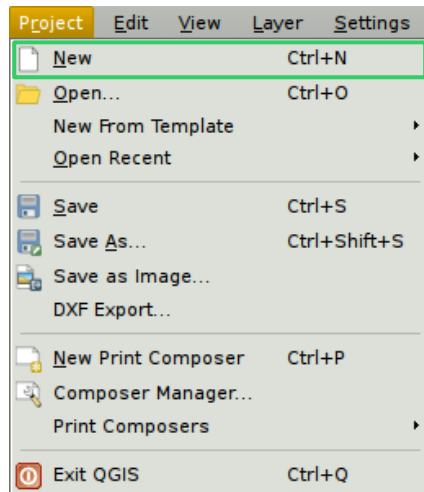 Project Edit View Layer Settings
New Ctrl+N
Open... Ctrl+O
New From Template
Open Recent
Save Ctrl+S
Save As... Ctrl+Shift+S
Save as Image...
DXF Export...
New Print Composer Ctrl+P
Composer Manager...
Print Composers
Exit QGIS Ctrl+Q